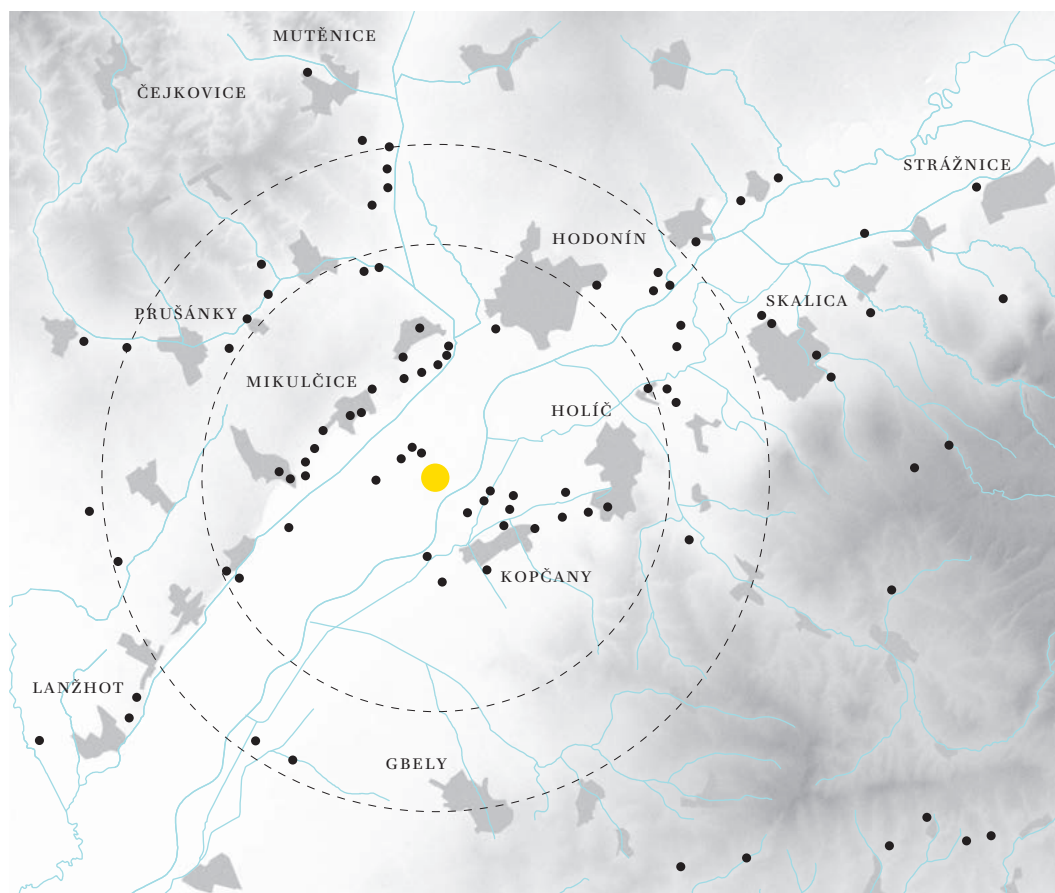 MUTĚNICE
ČEJKOVICE
STRÁŽNICE
HODONÍN
SKALICA
PRUŠÁNKY
MIKULČICE
HOLÍČ
KOPČANY
LANŽHOT
GBELY